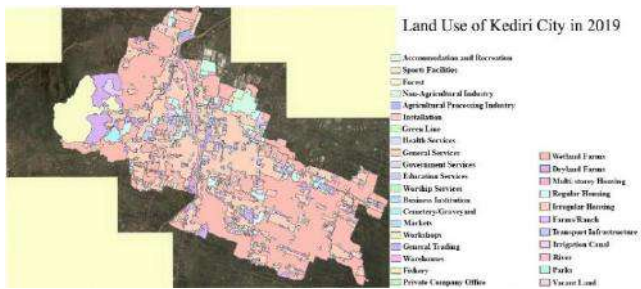 Land Use of Kediri City in 2019
Accommodation and Recreation
Sports Facilities
Forest
Non-Agricultural Industry
Agricultural Processing Industry
Installation
Green Line
Health Services
General Services
Government Services
Education Services
Worship Services
Business Institution
Cemetery/Graveyard
Markets
Workshops
General Trading
Warehouses
Fishery
Private Company Office
Wetland Farms
Dryland Farms
Multi-storey Housing
Regular Housing
Irregular Housing
Farms/Ranch
Transport Infrastructure
Irrigation Canal
River
Parks
Vacant Land